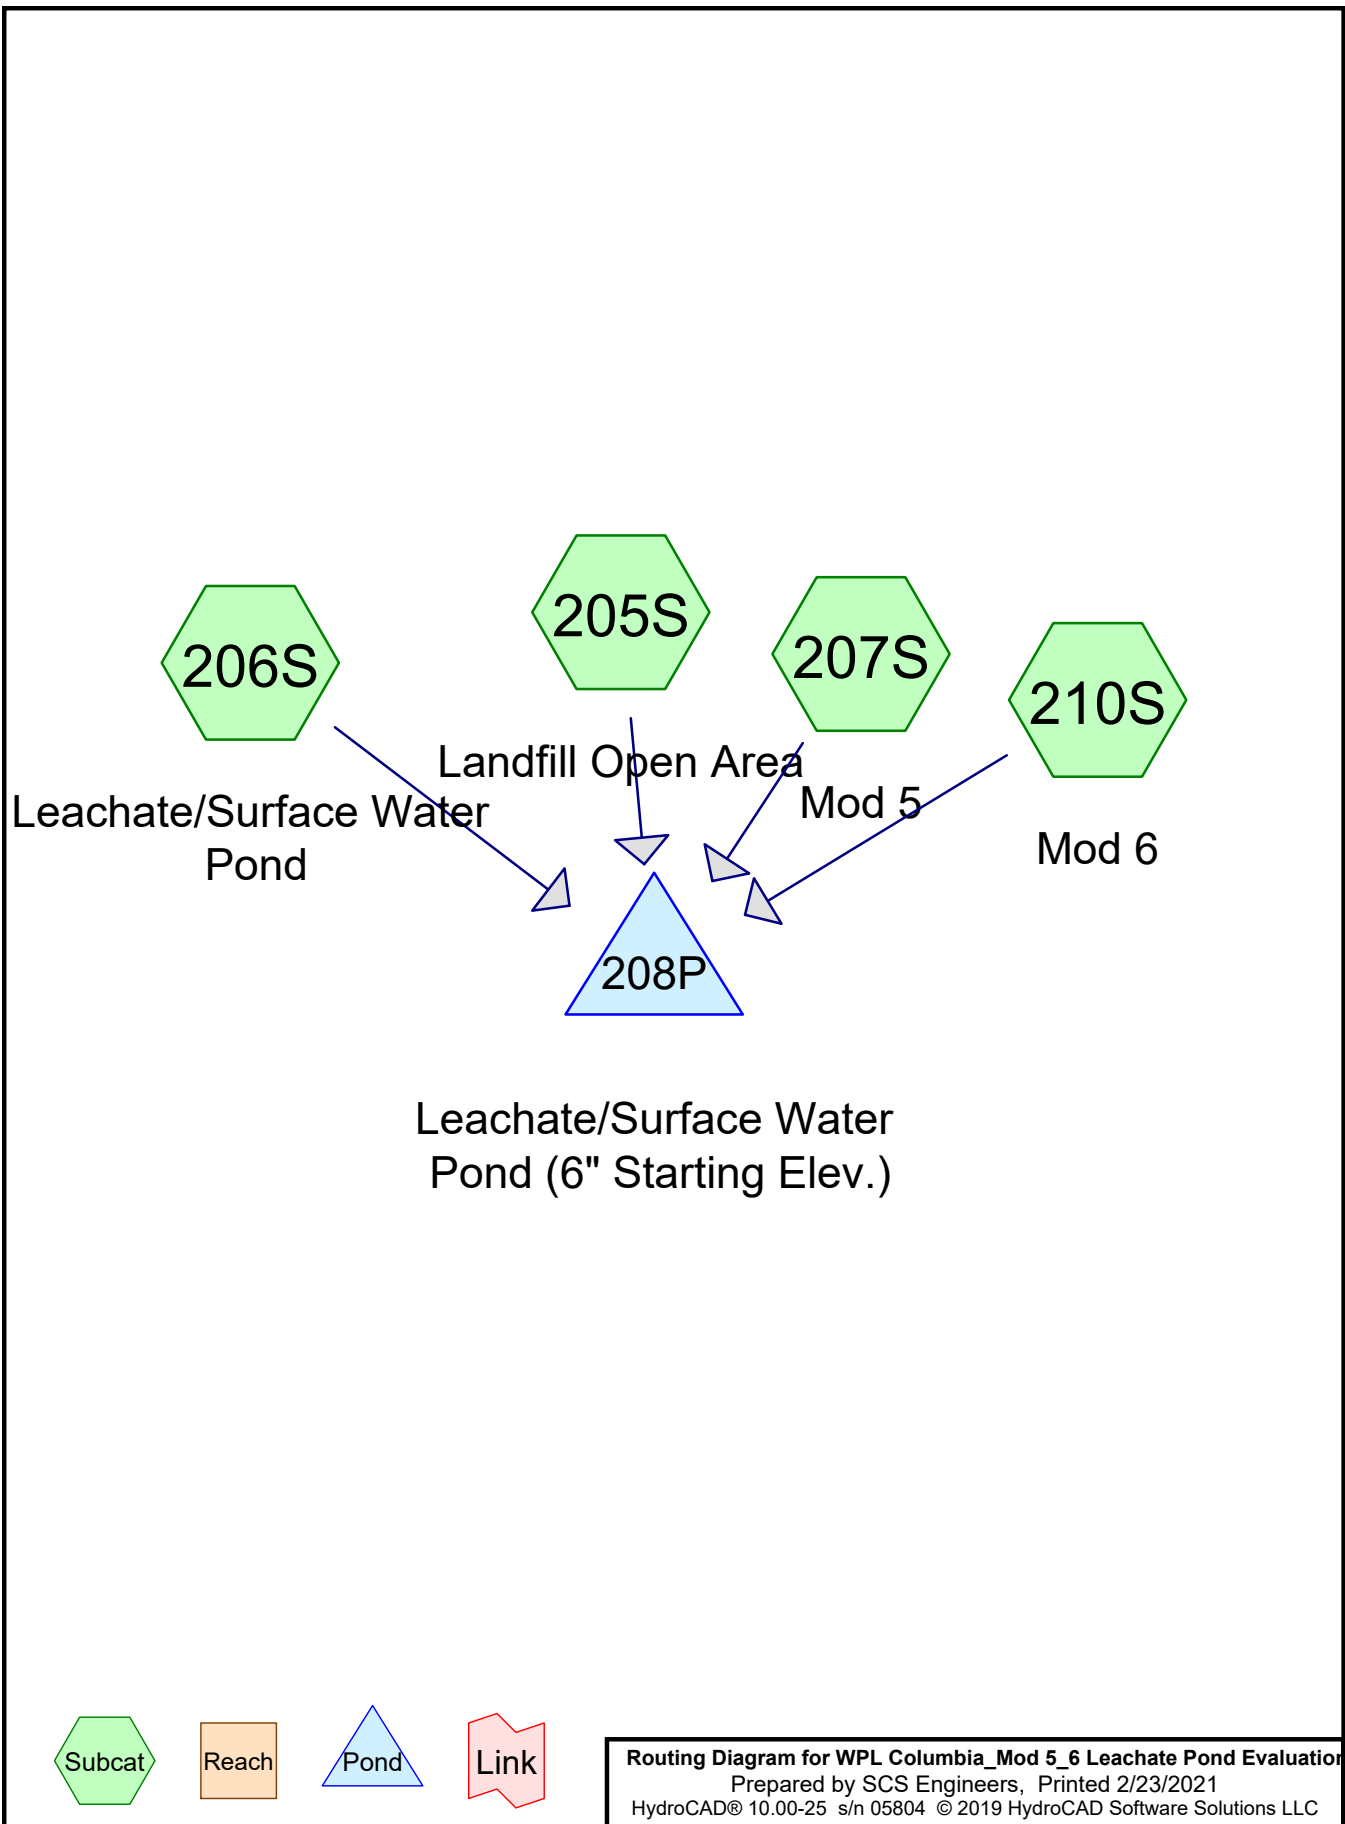 205S
207S
206S
210S
Landfill Open Area
Mod 5
Leachate/Surface Water
Pond
Mod 6
208P
Leachate/Surface Water
Pond (6" Starting Elev.)
Subcat
Reach
Pond
Link
Routing Diagram for WPL Columbia_Mod 5_6 Leachate Pond Evaluation
Prepared by SCS Engineers, Printed 2/23/2021
HydroCAD® 10.00-25 s/n 05804 © 2019 HydroCAD Software Solutions LLC